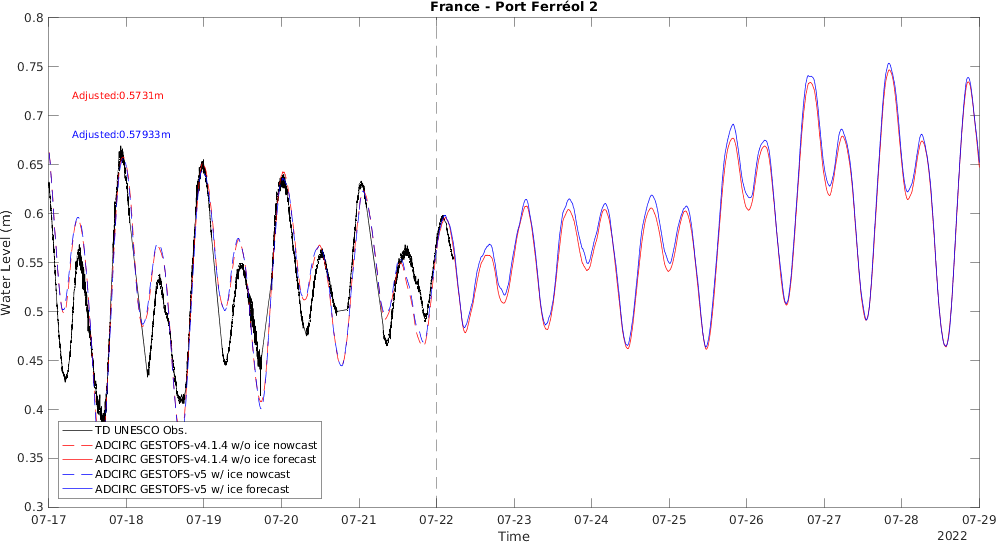 France - Port Ferréol 2
0.8
0.75
0.7
0.65
0.6
0.55
0.5
0.45
0.4
0.35
0.3
Water Level (m)
Adjusted:0.5731m
Adjusted:0.57933m
TD UNESCO Obs.
ADCIRC GESTOFS-v4.1.4 w/o ice nowcast
ADCIRC GESTOFS-v4.1.4 w/o ice forecast
ADCIRC GESTOFS-v5 w/ ice nowcast
ADCIRC GESTOFS-v5 w/ ice forecast
07-17 07-18 07-19 07-20 07-21 07-22 07-23 07-24 07-25 07-26 07-27 07-28 07-29
Time
2022